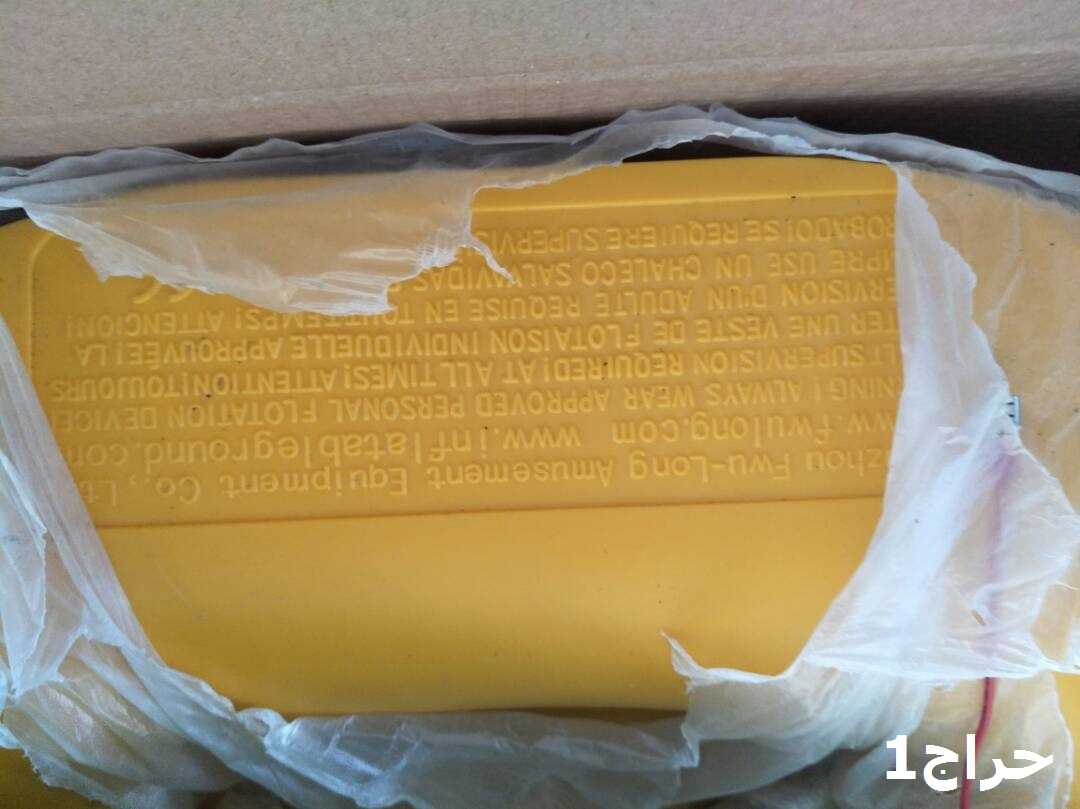 zhou Fwu-Long Amusement Equipment Co., Lt
w.fwulong.com www.inflatableground.com
NING! ALWAYS WEAR APPROVED PERSONAL FLOTATION DEVICE
LT SUPERVISION REQUIRED! AT ALL TIMES! ATTENTION! TOUJOURS
TER UNE VESTE DE FLOTAISON INDIVIDUELLE APPROUVÉE! LA
ERVISION D'UN ADULTE REQUISE EN TOUT TEMPS! ATTENCION!
MPRE USE UN CHALECO SALVAVIDAS
ROBADO! SE REQUIERE SUPERVIS
حراج1